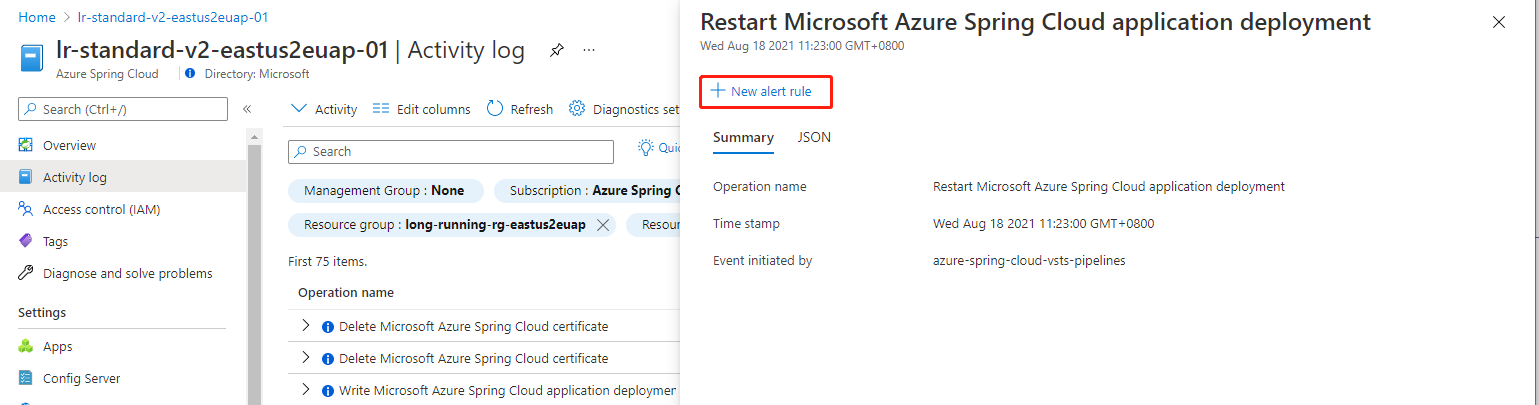 Home > lr-standard-v2-eastus2euap-01
lr-standard-v2-eastus2euap-01 | Activity log
Azure Spring Cloud
Directory: Microsoft
Search (Ctrl+/)
Overview
Activity log
Access control (IAM)
Tags
Diagnose and solve problems
Settings
Apps
Config Server
Activity
Edit columns
Refresh
Diagnostics set
Search
Quic
Management Group : None
Subscription : Azure Spring C
Resource group : long-running-rg-eastus2euap
Resour
First 75 items.
Operation name
Delete Microsoft Azure Spring Cloud certificate
Delete Microsoft Azure Spring Cloud certificate
Write Microsoft Azure Spring Cloud application deploymen
Restart Microsoft Azure Spring Cloud application deployment
Wed Aug 18 2021 11:23:00 GMT+0800
New alert rule
Summary
JSON
Operation name
Restart Microsoft Azure Spring Cloud application deployment
Time stamp
Wed Aug 18 2021 11:23:00 GMT+0800
Event initiated by
azure-spring-cloud-vsts-pipelines